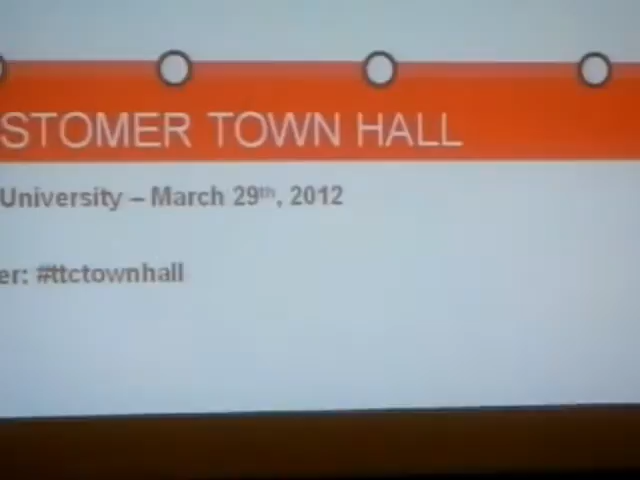 STOMER TOWN HALL
University – March 29th, 2012
er: #ttctownhall